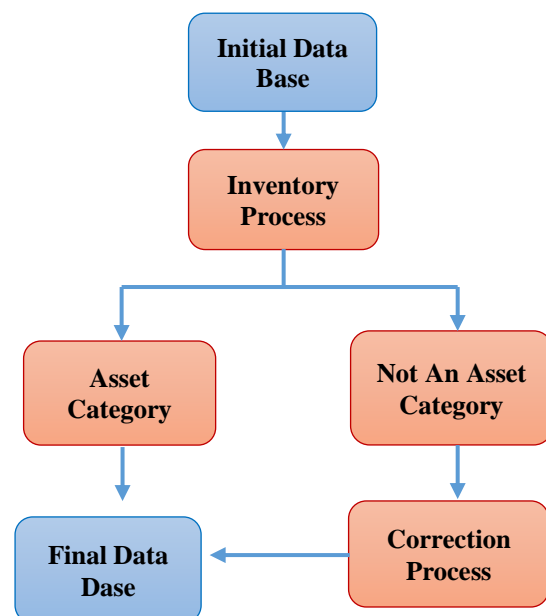 Initial Data
Base
Inventory
Process
Asset
Category
Not An Asset
Category
Final Data
Dase
Correction
Process